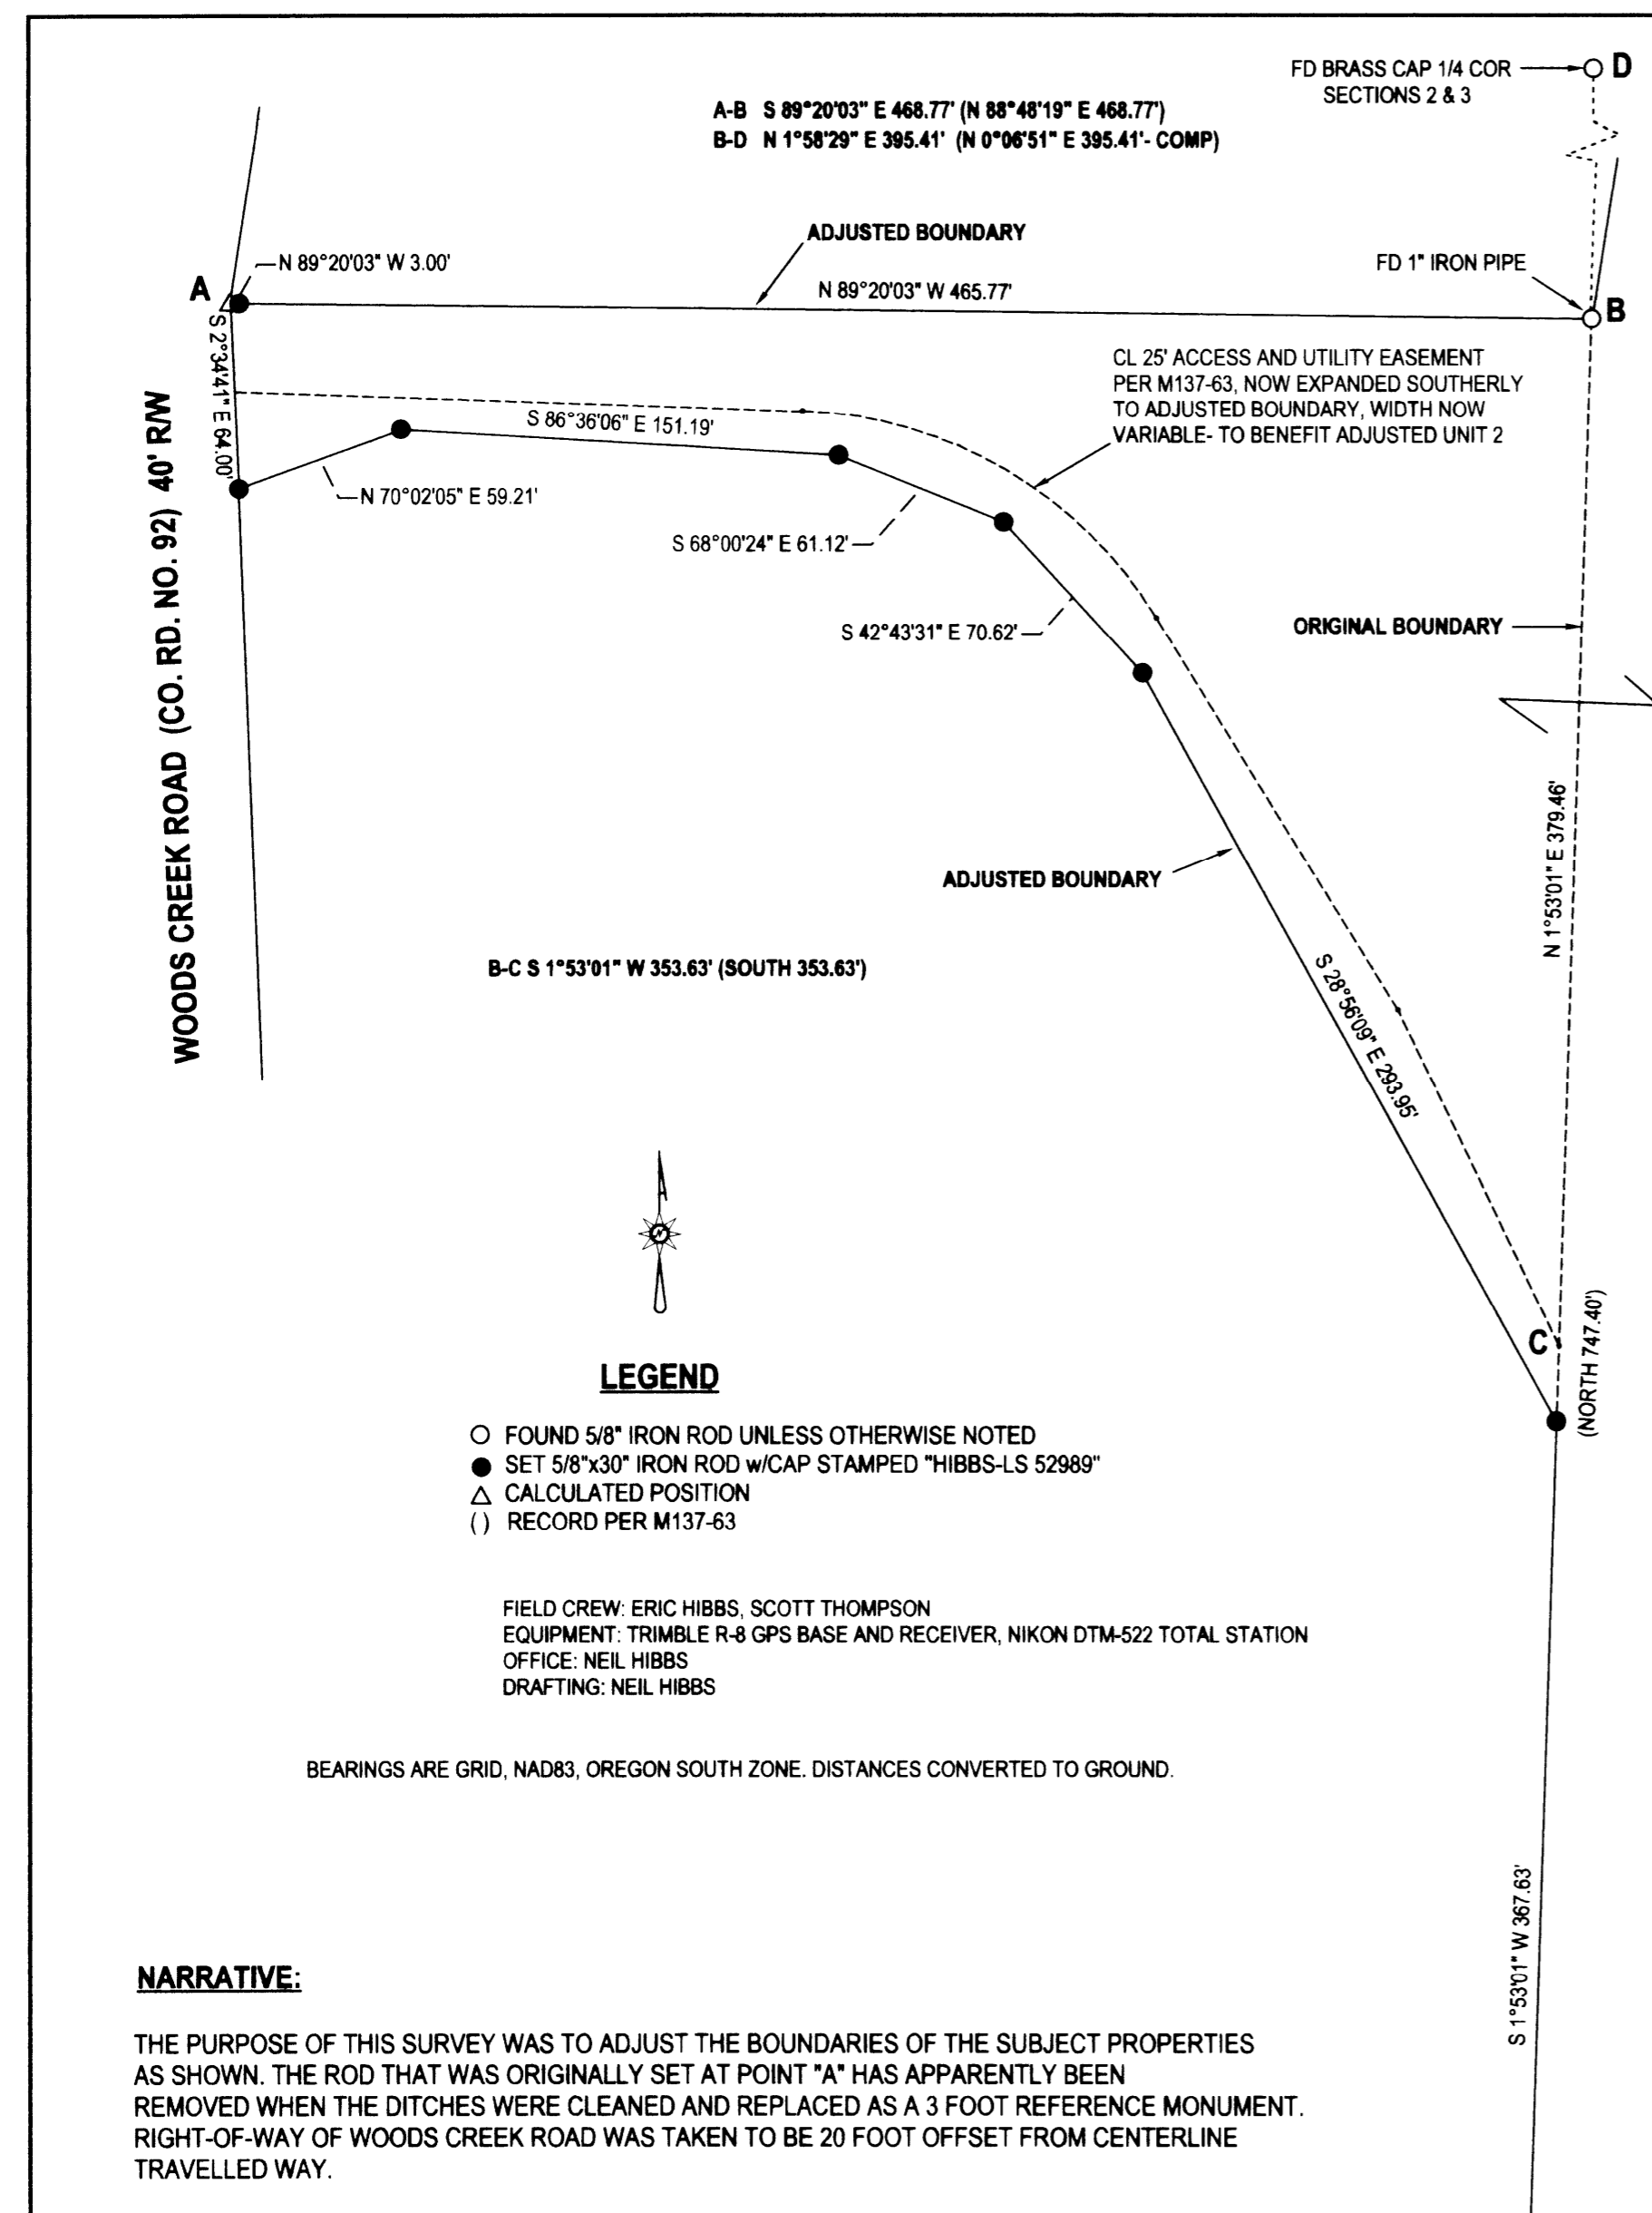 FD BRASS CAP 1/4 COR
SECTIONS 2 & 3
D
A-B S 89°20'03" E 468.77' (N 88°48'19" E 468.77')
B-D N 1°58'29" E 395.41' (N 0°06'51" E 395.41'- COMP)
ADJUSTED BOUNDARY
N 89°20'03" W 3.00'
FD 1" IRON PIPE
A
N 89°20'03" W 465.77'
B
S 2°34'41" E 64.00'
CL 25' ACCESS AND UTILITY EASEMENT
PER M137-63, NOW EXPANDED SOUTHERLY
TO ADJUSTED BOUNDARY, WIDTH NOW
VARIABLE- TO BENEFIT ADJUSTED UNIT 2
S 86°36'06" E 151.19'
N 70°02'05" E 59.21'
S 68°00'24" E 61.12'
S 42°43'31" E 70.62'
ORIGINAL BOUNDARY
WOODS CREEK ROAD (CO. RD. NO. 92) 40' R/W
N 1°53'01" E 379.46'
ADJUSTED BOUNDARY
B-C S 1°53'01" W 353.63' (SOUTH 353.63')
S 28°56'09" E 293.95'
N
C
(NORTH 747.40')
LEGEND
FOUND 5/8" IRON ROD UNLESS OTHERWISE NOTED
SET 5/8"x30" IRON ROD w/CAP STAMPED "HIBBS-LS 52989"
CALCULATED POSITION
( ) RECORD PER M137-63
FIELD CREW: ERIC HIBBS, SCOTT THOMPSON
EQUIPMENT: TRIMBLE R-8 GPS BASE AND RECEIVER, NIKON DTM-522 TOTAL STATION
OFFICE: NEIL HIBBS
DRAFTING: NEIL HIBBS
BEARINGS ARE GRID, NAD83, OREGON SOUTH ZONE. DISTANCES CONVERTED TO GROUND.
S 1°53'01" W 367.63'
NARRATIVE:
THE PURPOSE OF THIS SURVEY WAS TO ADJUST THE BOUNDARIES OF THE SUBJECT PROPERTIES
AS SHOWN. THE ROD THAT WAS ORIGINALLY SET AT POINT "A" HAS APPARENTLY BEEN
REMOVED WHEN THE DITCHES WERE CLEANED AND REPLACED AS A 3 FOOT REFERENCE MONUMENT.
RIGHT-OF-WAY OF WOODS CREEK ROAD WAS TAKEN TO BE 20 FOOT OFFSET FROM CENTERLINE
TRAVELLED WAY.